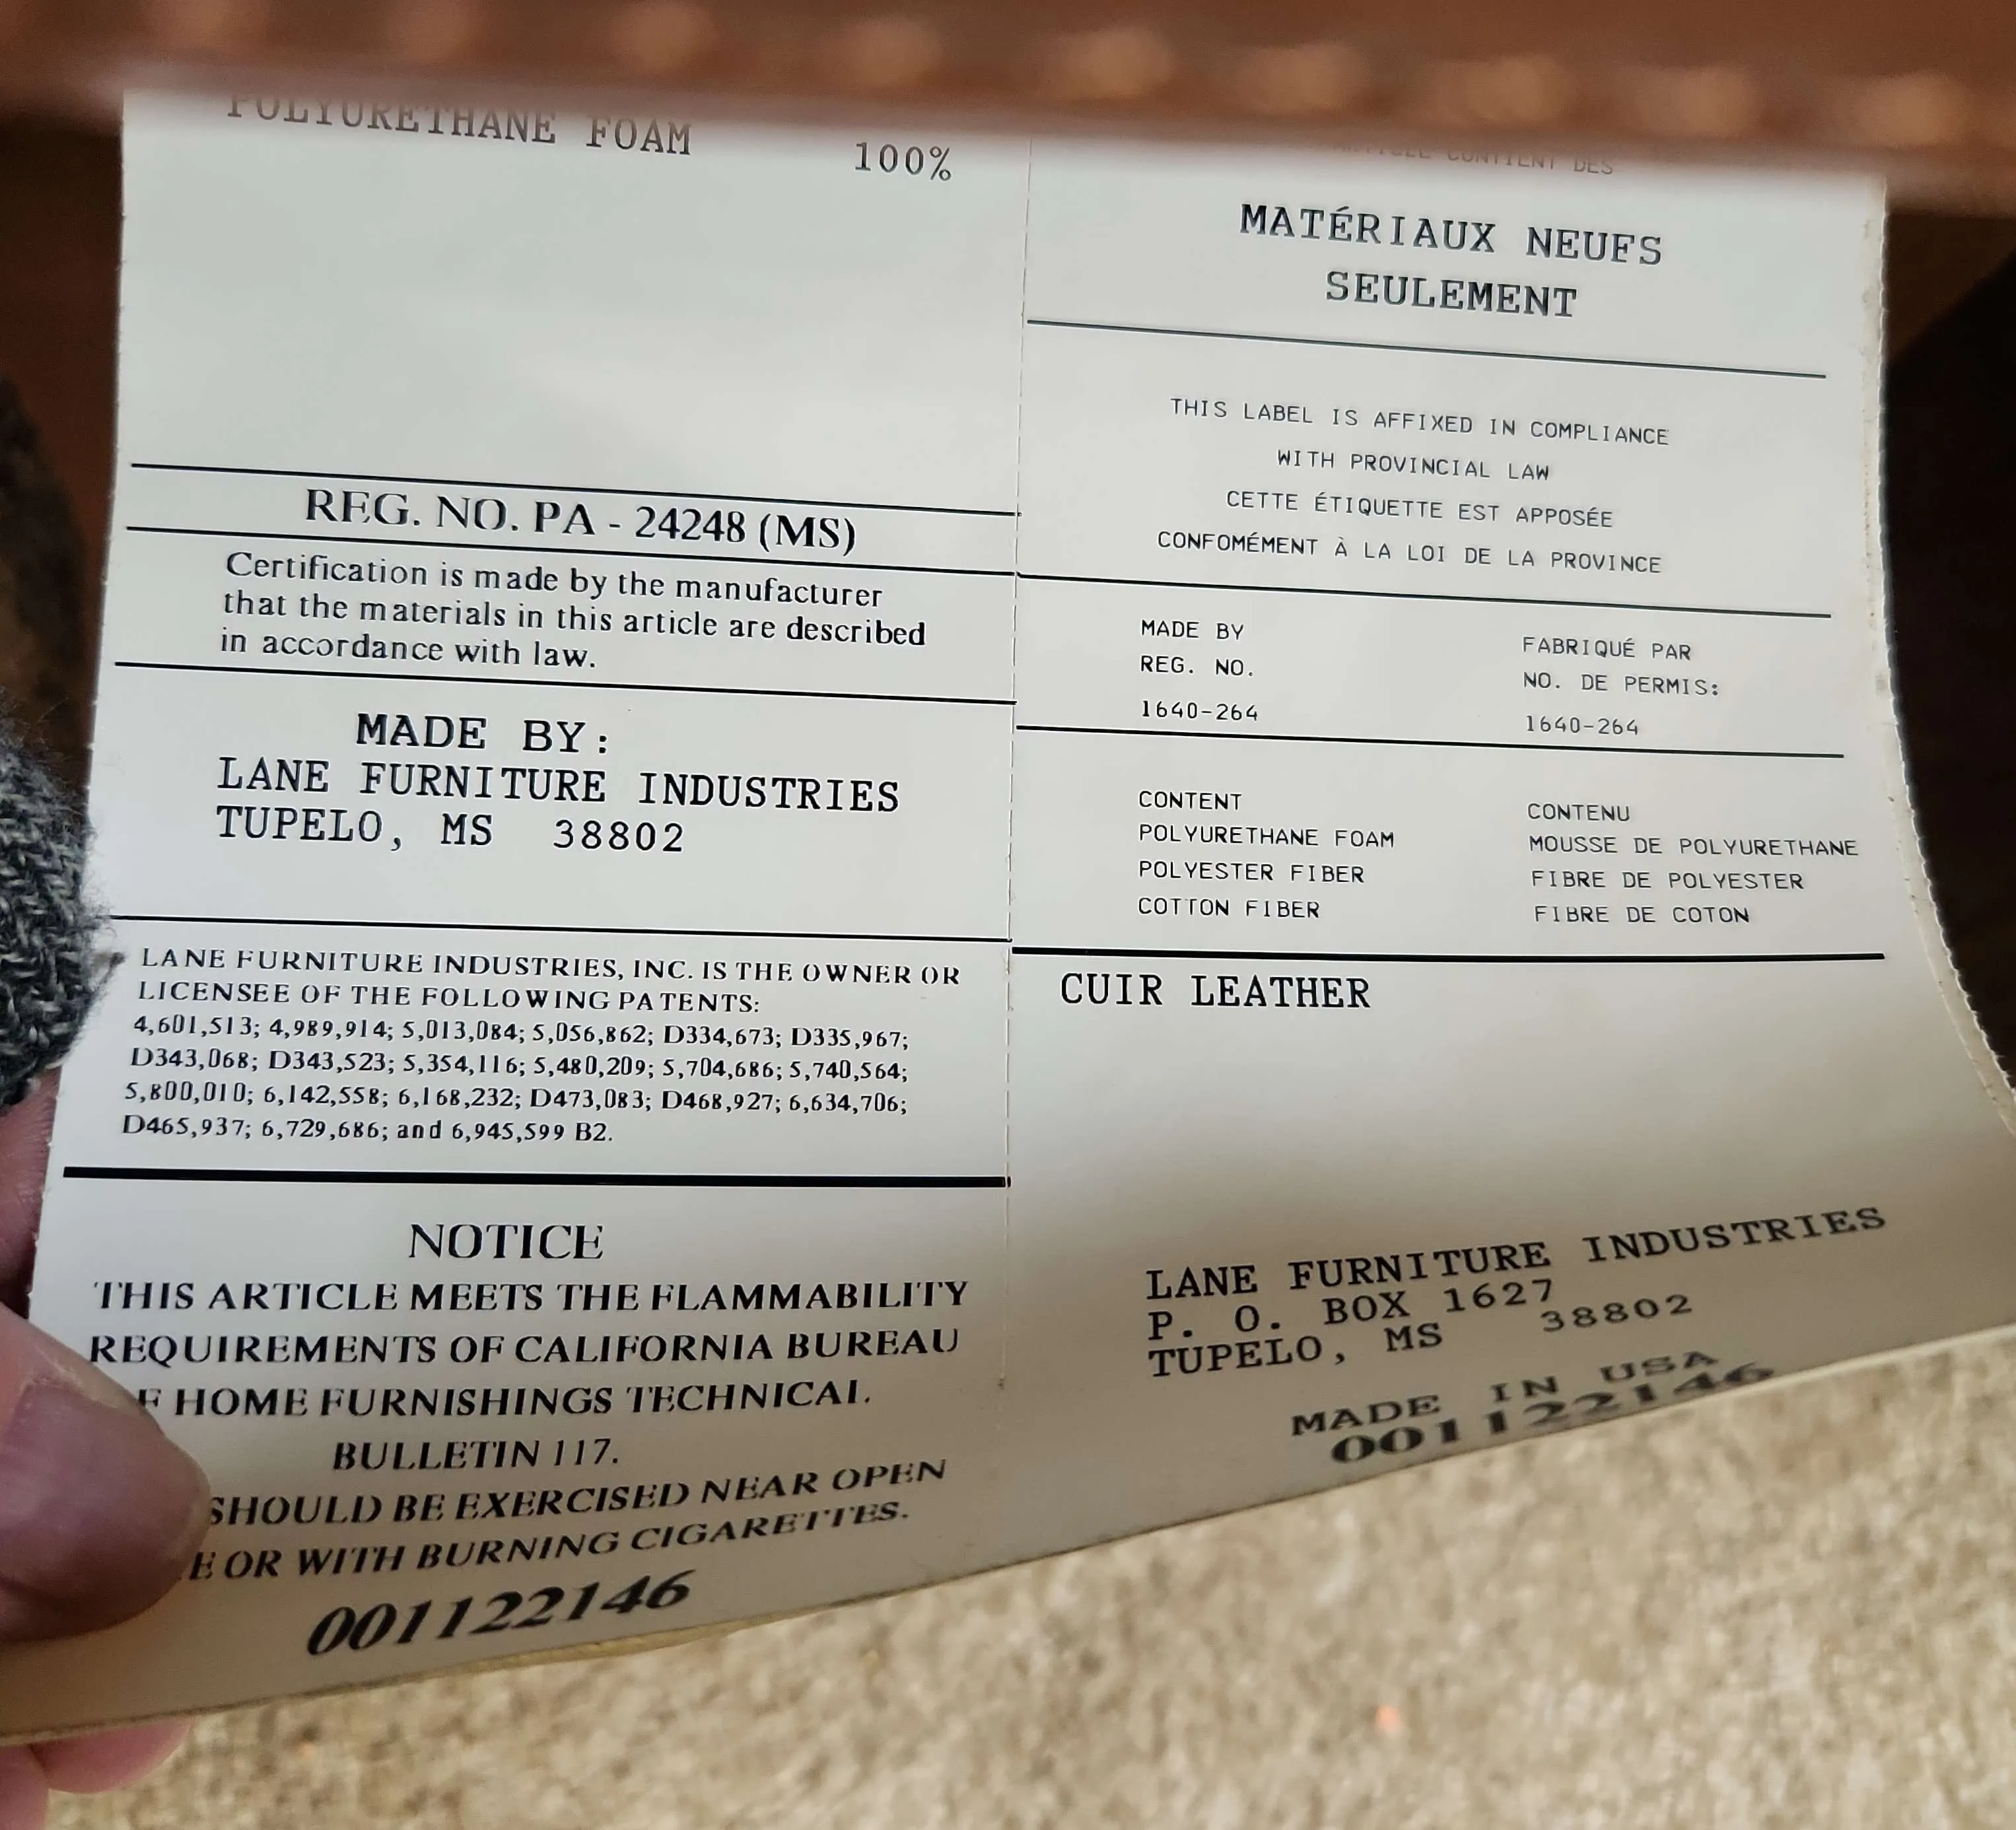 POLYURETHANE FOAM 100%
REG. NO. PA - 24248 (MS)
Certification is made by the manufacturer
that the materials in this article are described
in accordance with law.
MADE BY:
LANE FURNITURE INDUSTRIES
TUPELO, MS 38802
LANE FURNITURE INDUSTRIES, INC. IS THE OWNER OR
LICENSEE OF THE FOLLOWING PATENTS:
4,601,513; 4,989,914; 5,013,084; 5,056,862; D334,673; D335,967;
D343,068; D343,523; 5,354,116; 5,480,209; 5,704,686; 5,740,564;
5,800,010; 6,142,558; 6,168,232; D473,083; D468,927; 6,634,706;
D465,937; 6,729,686; and 6,945,599 B2.
NOTICE
THIS ARTICLE MEETS THE FLAMMABILITY
REQUIREMENTS OF CALIFORNIA BUREAU
F HOME FURNISHINGS TECHNICAL
BULLETIN 117.
SHOULD BE EXERCISED NEAR OPEN
E OR WITH BURNING CIGARETTES.
001122146
ARTICLE CONTIENT DES
MATÉRIAUX NEUFS
SEULEMENT
THIS LABEL IS AFFIXED IN COMPLIANCE
WITH PROVINCIAL LAW
CETTE ÉTIQUETTE EST APPOSÉE
CONFOMÉMENT À LA LOI DE LA PROVINCE
MADE BY FABRIQUÉ PAR
REG. NO. NO. DE PERMIS:
1640-264 1640-264
CONTENT CONTENU
POLYURETHANE FOAM MOUSSE DE POLYURETHANE
POLYESTER FIBER FIBRE DE POLYESTER
COTTON FIBER FIBRE DE COTON
CUIR LEATHER
LANE FURNITURE INDUSTRIES
P. O. BOX 1627
TUPELO, MS 38802
MADE IN USA
001122146